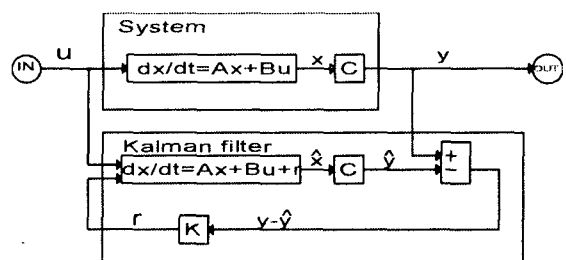 System
IN
u
dx/dt=Ax+Bu
x
C
y
OUT
Kalman filter
dx/dt=Ax+Bu+r
x̂
C
ŷ
+
−
r
K
y-ŷ